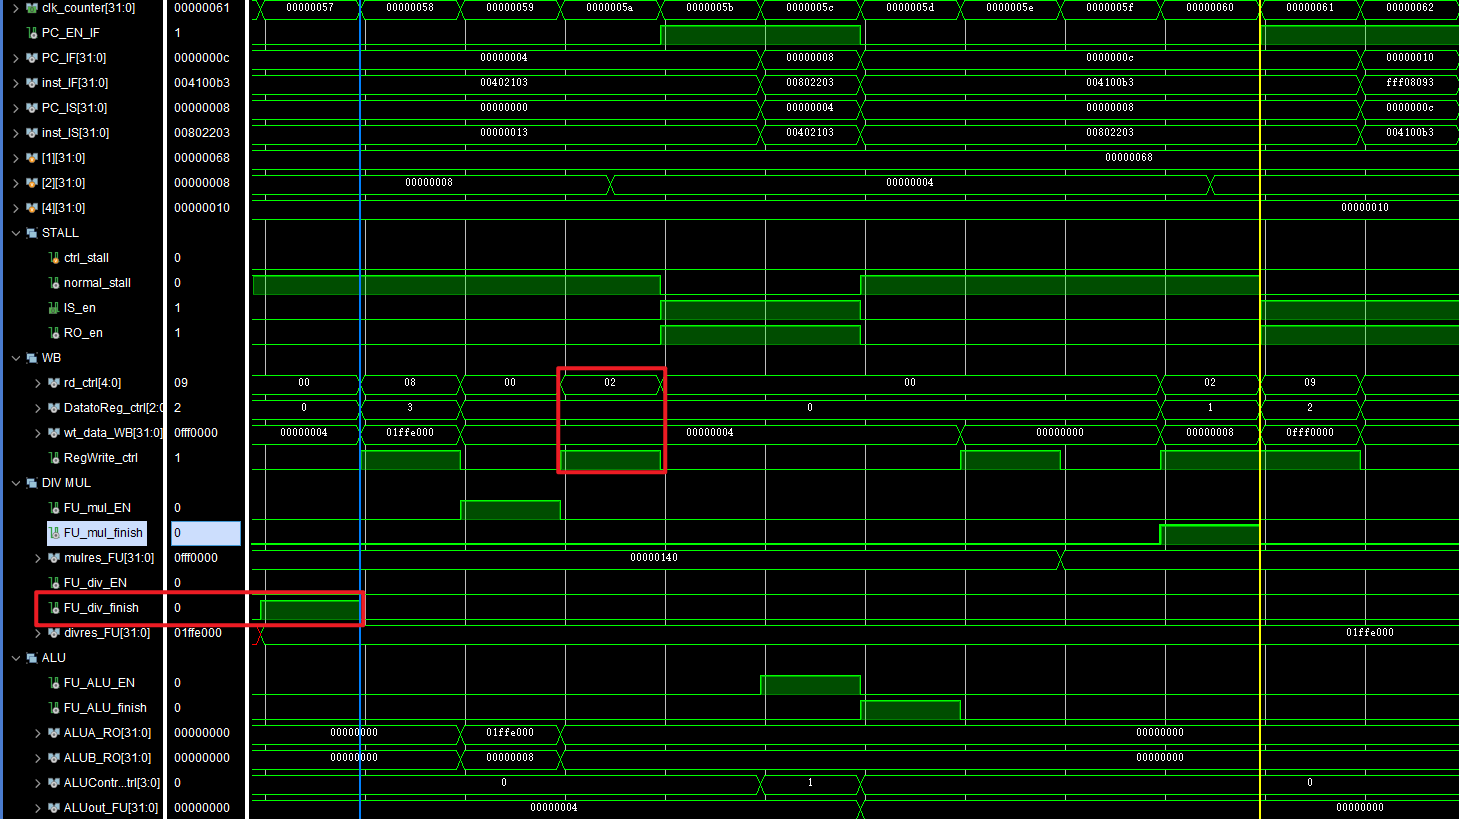 clk_counter[31:0] 00000061 00000057 00000058 00000059 0000005a 0000005b 0000005c 0000005d 0000005e 0000005f 00000060 00000061 00000062
PC_EN_IF 1
PC_IF[31:0] 0000000c 00000004 00000008 0000000c 00000010
inst_IF[31:0] 004100b3 00402103 00802203 004100b3 fff08093
PC_IS[31:0] 00000008 00000000 00000004 00000008 0000000c
inst_IS[31:0] 00802203 00000013 00402103 00802203 004100b3
[1][31:0] 00000068 00000068
[2][31:0] 00000008 00000008 00000004
[4][31:0] 00000010 00000010
STALL
ctrl_stall 0
normal_stall 0
IS_en 1
RO_en 1
WB
rd_ctrl[4:0] 09 00 08 00 02 00 02 09
DatatoReg_ctrl[2:0 2 0 3 0 1 2
wt_data_WB[31:0] 0fff0000 00000004 01ffe000 00000004 00000000 00000008 0fff0000
RegWrite_ctrl 1
DIV MUL
FU_mul_EN 0
FU_mul_finish 0
mulres_FU[31:0] 0fff0000 00000140
FU_div_EN 0
FU_div_finish 0
divres_FU[31:0] 01ffe000 01ffe000
ALU
FU_ALU_EN 0
FU_ALU_finish 0
ALUA_RO[31:0] 00000000 00000000 01ffe000 00000000
ALUB_RO[31:0] 00000000 00000000 00000008 00000000
ALUContr...trl[3:0] 0 0 1 0
ALUout_FU[31:0] 00000000 00000004 00000000